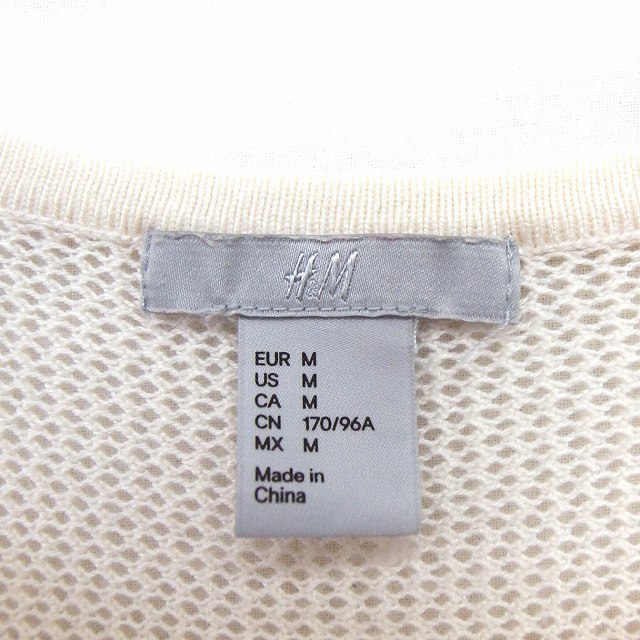 H&M
EUR M
US M
CA M
CN 170/96A
MX M
Made in
China